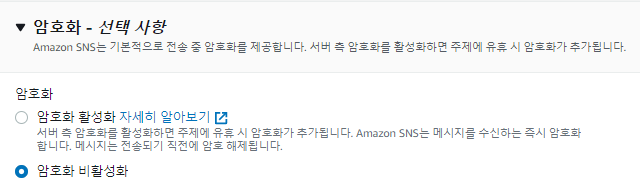 암호화 - 선택 사항
Amazon SNS는 기본적으로 전송 중 암호화를 제공합니다. 서버 측 암호화를 활성화하면 주제에 유휴 시 암호화가 추가됩니다.
암호화
암호화 활성화 자세히 알아보기
서버 측 암호화를 활성화하면 주제에 유휴 시 암호화가 추가됩니다. Amazon SNS는 메시지를 수신하는 즉시 암호화
합니다. 메시지는 전송되기 직전에 암호 해제됩니다.
암호화 비활성화